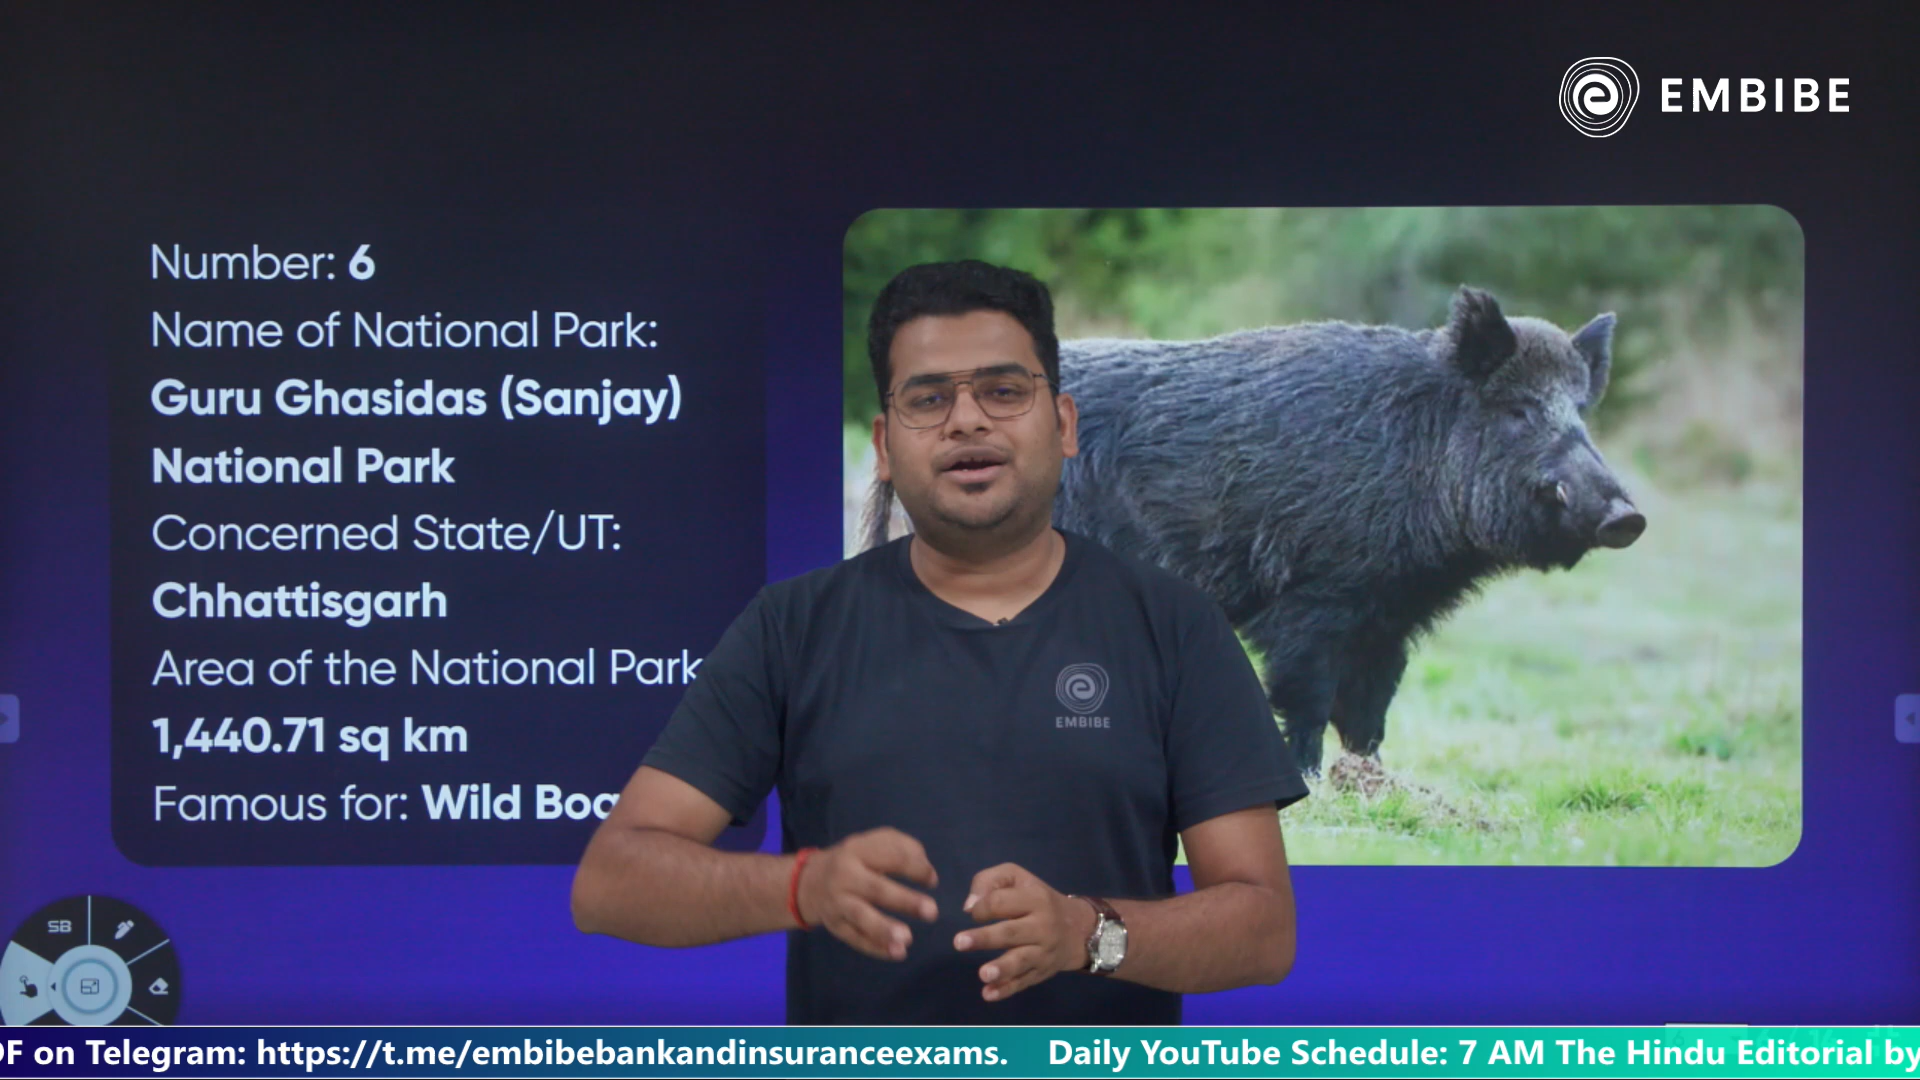 EMBIBE
Number: 6
Name of National Park:
Guru Ghasidas (Sanjay)
National Park
Concerned State/UT:
Chhattisgarh
Area of the National Park
1,440.71 sq km
Famous for: Wild
EMBIBE
SB
on Telegram: https://t.me/embibebankandinsuranceexams. Daily YouTube Schedule: 7 AM The Hindu Editorial by